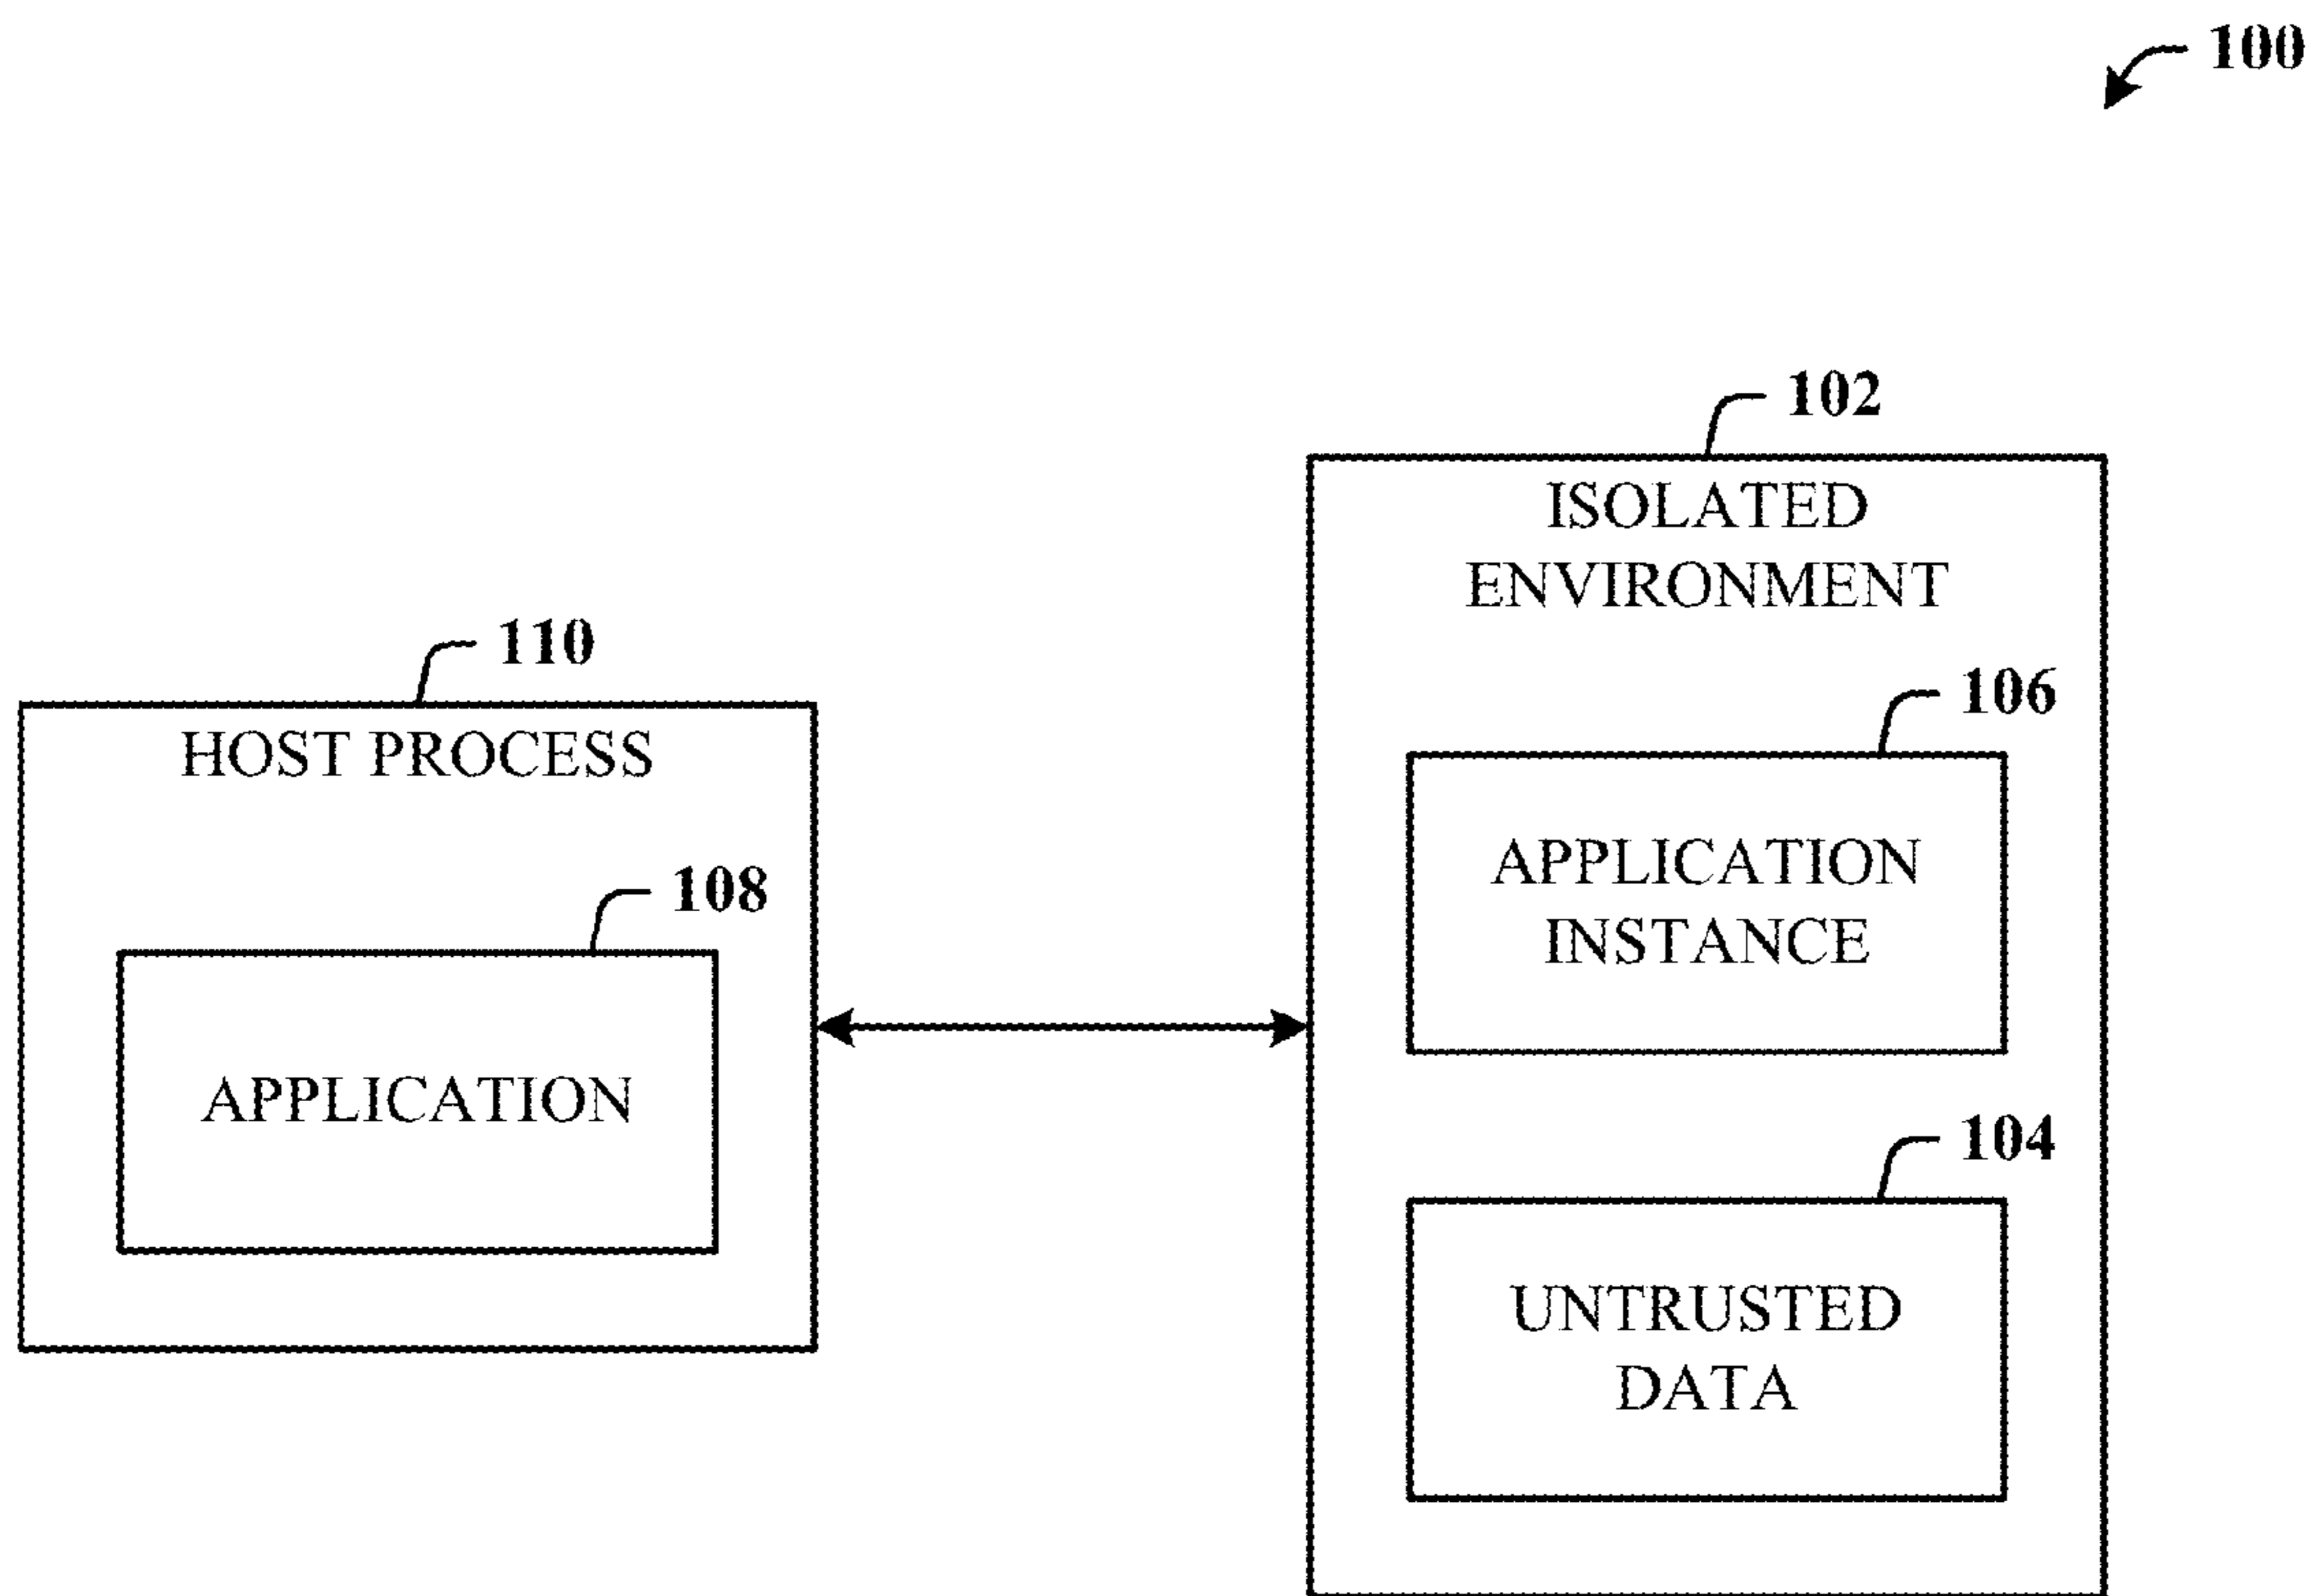 100
102
ISOLATED
ENVIRONMENT
110
HOST PROCESS
106
APPLICATION
INSTANCE
108
APPLICATION
104
UNTRUSTED
DATA